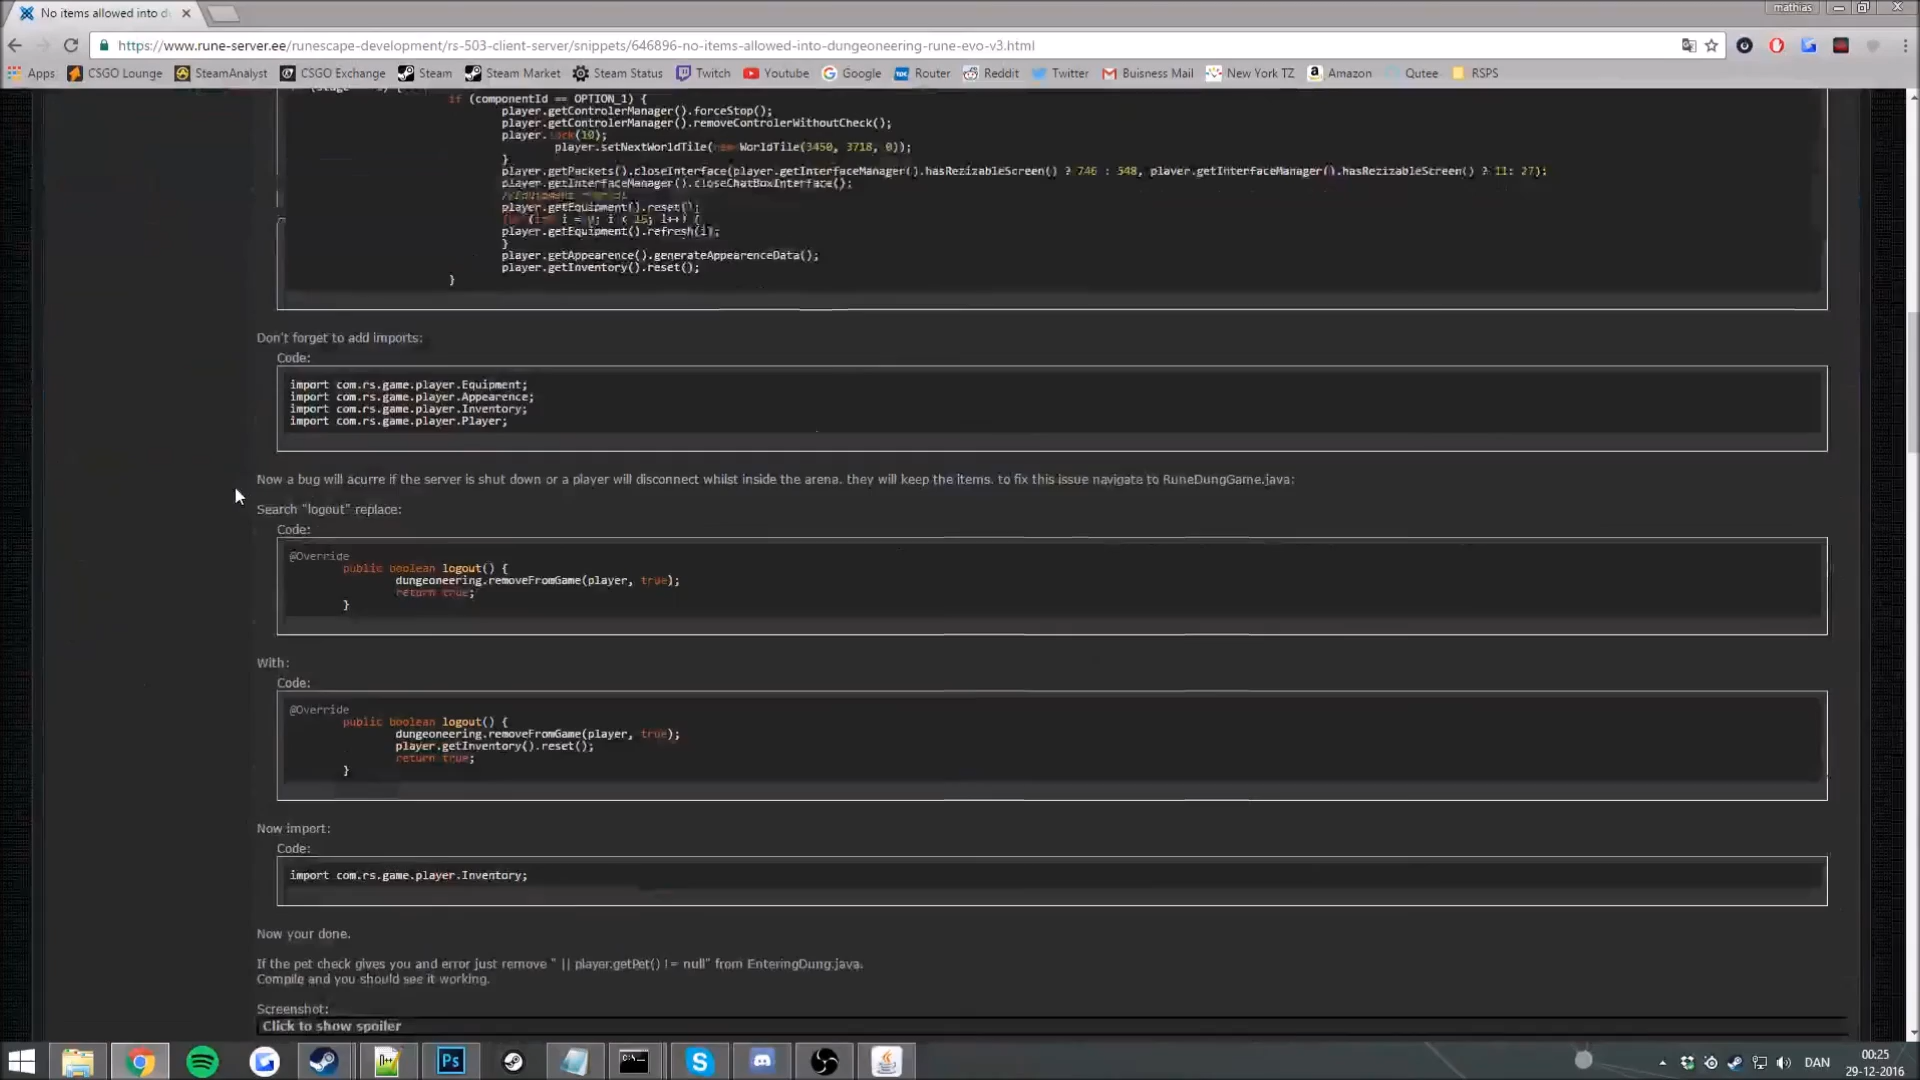 No items allowed into d
mathias
https://www.rune-server.ee/runescape-development/rs-503-client-server/snippets/646896-no-items-allowed-into-dungeoneering-rune-evo-v3.html
Apps CSGO Lounge SteamAnalyst CSGO Exchange Steam Steam Market Steam Status Twitch Youtube Google Router Reddit Twitter Buisness Mail New York TZ Amazon Qutee RSPS
if (componentId == OPTION_1) {
player.getControlerManager().forceStop();
player.getControlerManager().removeControlerWithoutCheck();
player.lock(10);
player.setNextWorldTile(new WorldTile(3450, 3718, 0));
}
player.getPackets().closeInterface(player.getInterfaceManager().hasRezizableScreen() ? 746 : 548, player.getInterfaceManager().hasRezizableScreen() ? 11: 27);
player.getInterfaceManager().closeChatBoxInterface();
player.getEquipment().reset();
i = 0; i < 15; i++) {
player.getEquipment().refresh(i);
}
player.getAppearence().generateAppearenceData();
player.getInventory().reset();
}
Don't forget to add imports:
Code:
import com.rs.game.player.Equipment;
import com.rs.game.player.Appearence;
import com.rs.game.player.Inventory;
import com.rs.game.player.Player;
Now a bug will acurre if the server is shut down or a player will disconnect whilst inside the arena. they will keep the items. to fix this issue navigate to RuneDungGame.java:
Search "logout" replace:
Code:
@Override
public boolean logout() {
dungeoneering.removeFromGame(player, true);
return true;
}
With:
Code:
@Override
public boolean logout() {
dungeoneering.removeFromGame(player, true);
player.getInventory().reset();
return true;
}
Now import:
Code:
import com.rs.game.player.Inventory;
Now your done.
If the pet check gives you and error just remove " || player.getPet() != null" from EnteringDung.java.
Compile and you should see it working.
Screenshot:
Click to show spoiler
DAN
00:25
29-12-2016